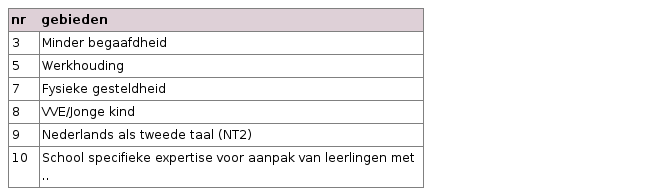 nr gebieden
3 Minder begaafdheid
5 Werkhouding
7 Fysieke gesteldheid
8 VVE/Jonge kind
9 Nederlands als tweede taal (NT2)
10 School specifieke expertise voor aanpak van leerlingen met
..